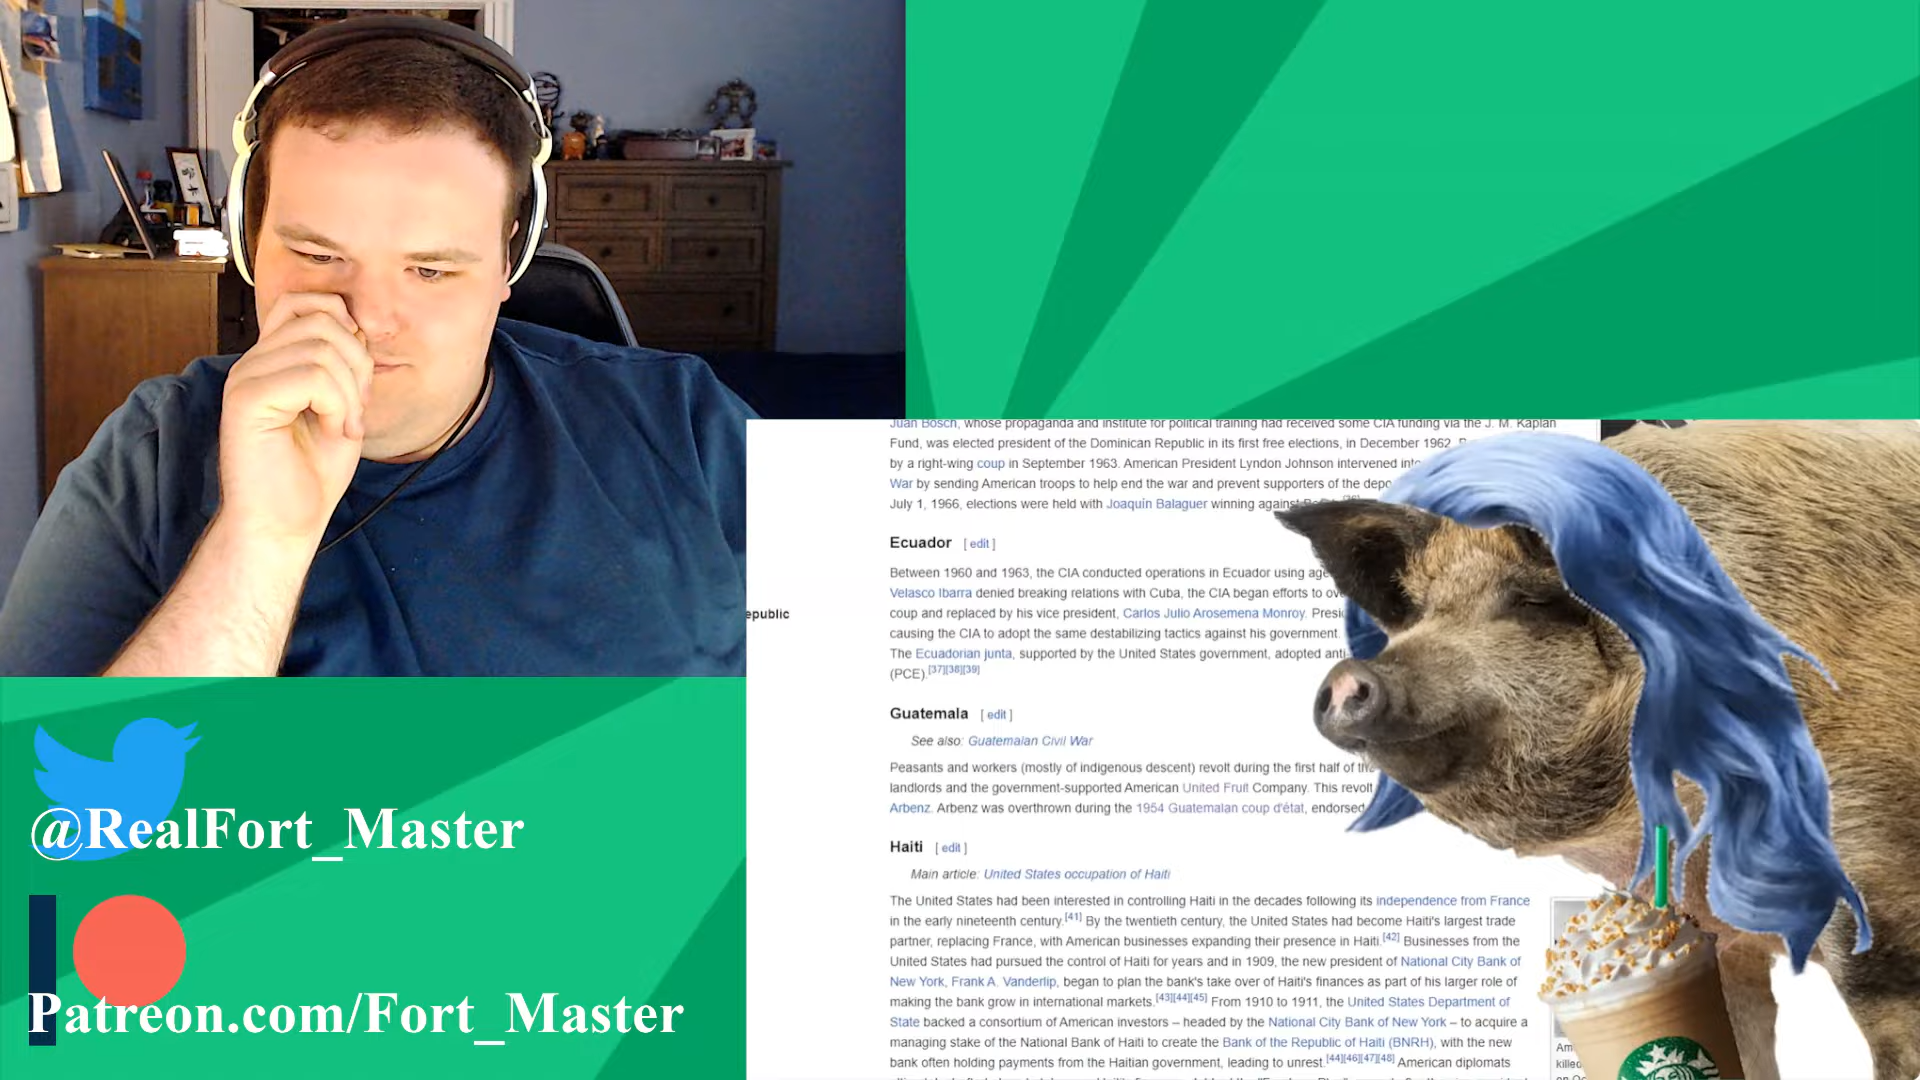 @RealFort_Master
Patreon.com/Fort_Master
epublic
Juan Bosch, whose propaganda and institute for political training had received some CIA funding via the J. M. Kaplan
Fund, was elected president of the Dominican Republic in its first free elections, in December 1962.
by a right-wing coup in September 1963. American President Lyndon Johnson intervened into
War by sending American troops to help end the war and prevent supporters of the depo
July 1, 1966, elections were held with Joaquín Balaguer winning against
Ecuador [ edit ]
Between 1960 and 1963, the CIA conducted operations in Ecuador using age
Velasco Ibarra denied breaking relations with Cuba, the CIA began efforts to ov
coup and replaced by his vice president, Carlos Julio Arosemena Monroy. Presi
causing the CIA to adopt the same destabilizing tactics against his government.
The Ecuadorian junta, supported by the United States government, adopted anti-
(PCE).[37][38][39]
Guatemala [ edit ]
See also: Guatemalan Civil War
Peasants and workers (mostly of indigenous descent) revolt during the first half of the
landlords and the government-supported American United Fruit Company. This revolt
Arbenz. Arbenz was overthrown during the 1954 Guatemalan coup d'état, endorsed
Haiti [ edit ]
Main article: United States occupation of Haiti
The United States had been interested in controlling Haiti in the decades following its independence from France
in the early nineteenth century.[41] By the twentieth century, the United States had become Haiti's largest trade
partner, replacing France, with American businesses expanding their presence in Haiti.[42] Businesses from the
United States had pursued the control of Haiti for years and in 1909, the new president of National City Bank of
New York, Frank A. Vanderlip, began to plan the bank's take over of Haiti's finances as part of his larger role of
making the bank grow in international markets.[43][44][45] From 1910 to 1911, the United States Department of
State backed a consortium of American investors – headed by the National City Bank of New York – to acquire a
managing stake of the National Bank of Haiti to create the Bank of the Republic of Haiti (BNRH), with the new
bank often holding payments from the Haitian government, leading to unrest.[44][46][47][48] American diplomats
Am
killed